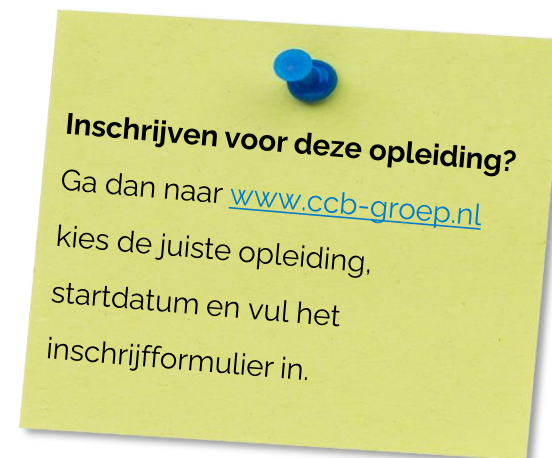 Inschrijven voor deze opleiding?
Ga dan naar www.ccb-groep.nl
kies de juiste opleiding,
startdatum en vul het
inschrijfformulier in.